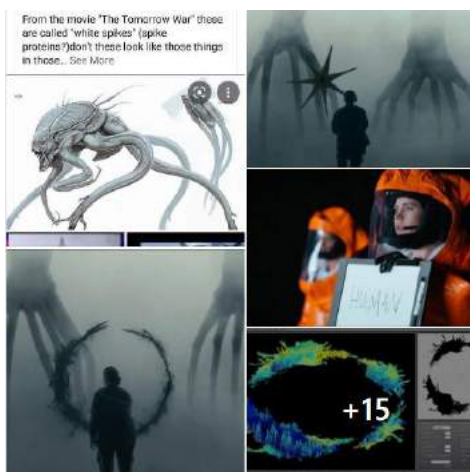 From the movie "The Tomorrow War" these
are called "white spikes" (spike
proteins?)don't these look like those things
in those... See More
HUMAN
+15